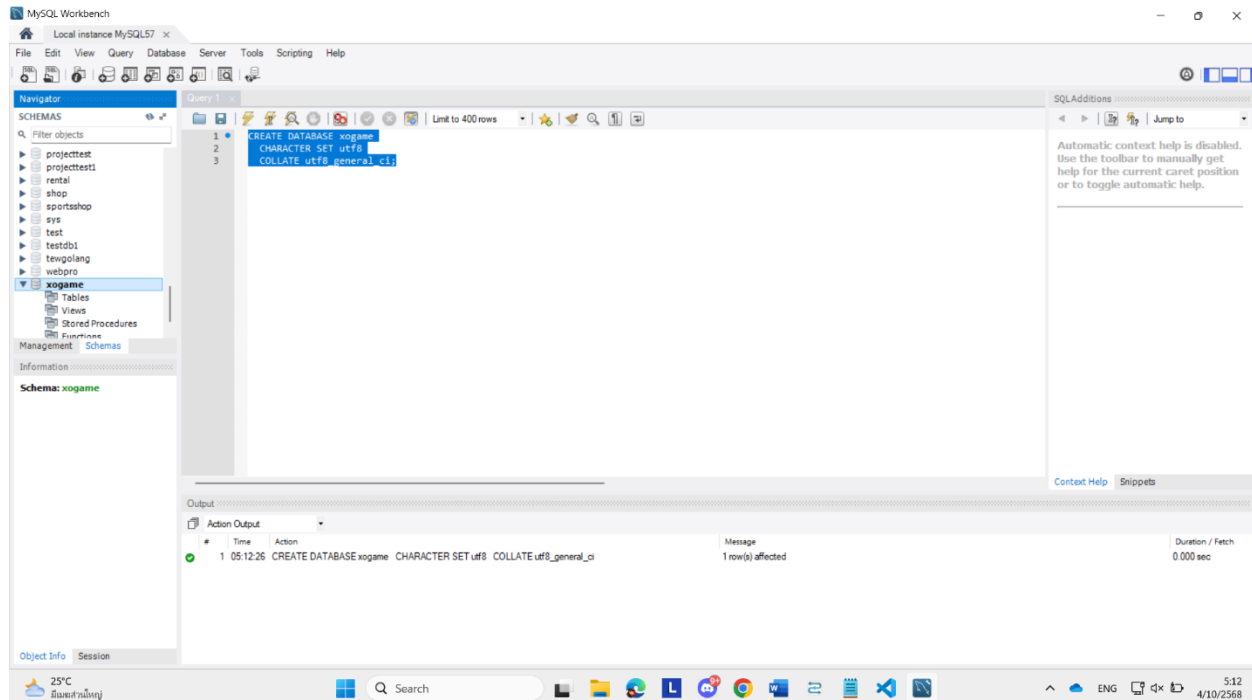 MySQL Workbench
Local instance MySQL57
File Edit View Query Database Server Tools Scripting Help
Navigator
SCHEMAS
Filter objects
projecttest
projecttest1
rental
shop
sportsshop
sys
test
testdb1
tewgolang
webpro
xogame
Tables
Views
Stored Procedures
Functions
Management Schemas
Information
Schema: xogame
Object Info Session
Query 1
Limit to 400 rows
1 CREATE DATABASE xogame
2 CHARACTER SET utf8
3 COLLATE utf8_general_ci;
SQLAdditions
Jump to
Automatic context help is disabled.
Use the toolbar to manually get
help for the current caret position
or to toggle automatic help.
Context Help Snippets
Output
Action Output
# Time Action Message Duration / Fetch
1 05:12:26 CREATE DATABASE xogame CHARACTER SET utf8 COLLATE utf8_general_ci 1 row(s) affected 0.000 sec
25°C
มีเมฆส่วนใหญ่
Search
ENG
5:12
4/10/2568